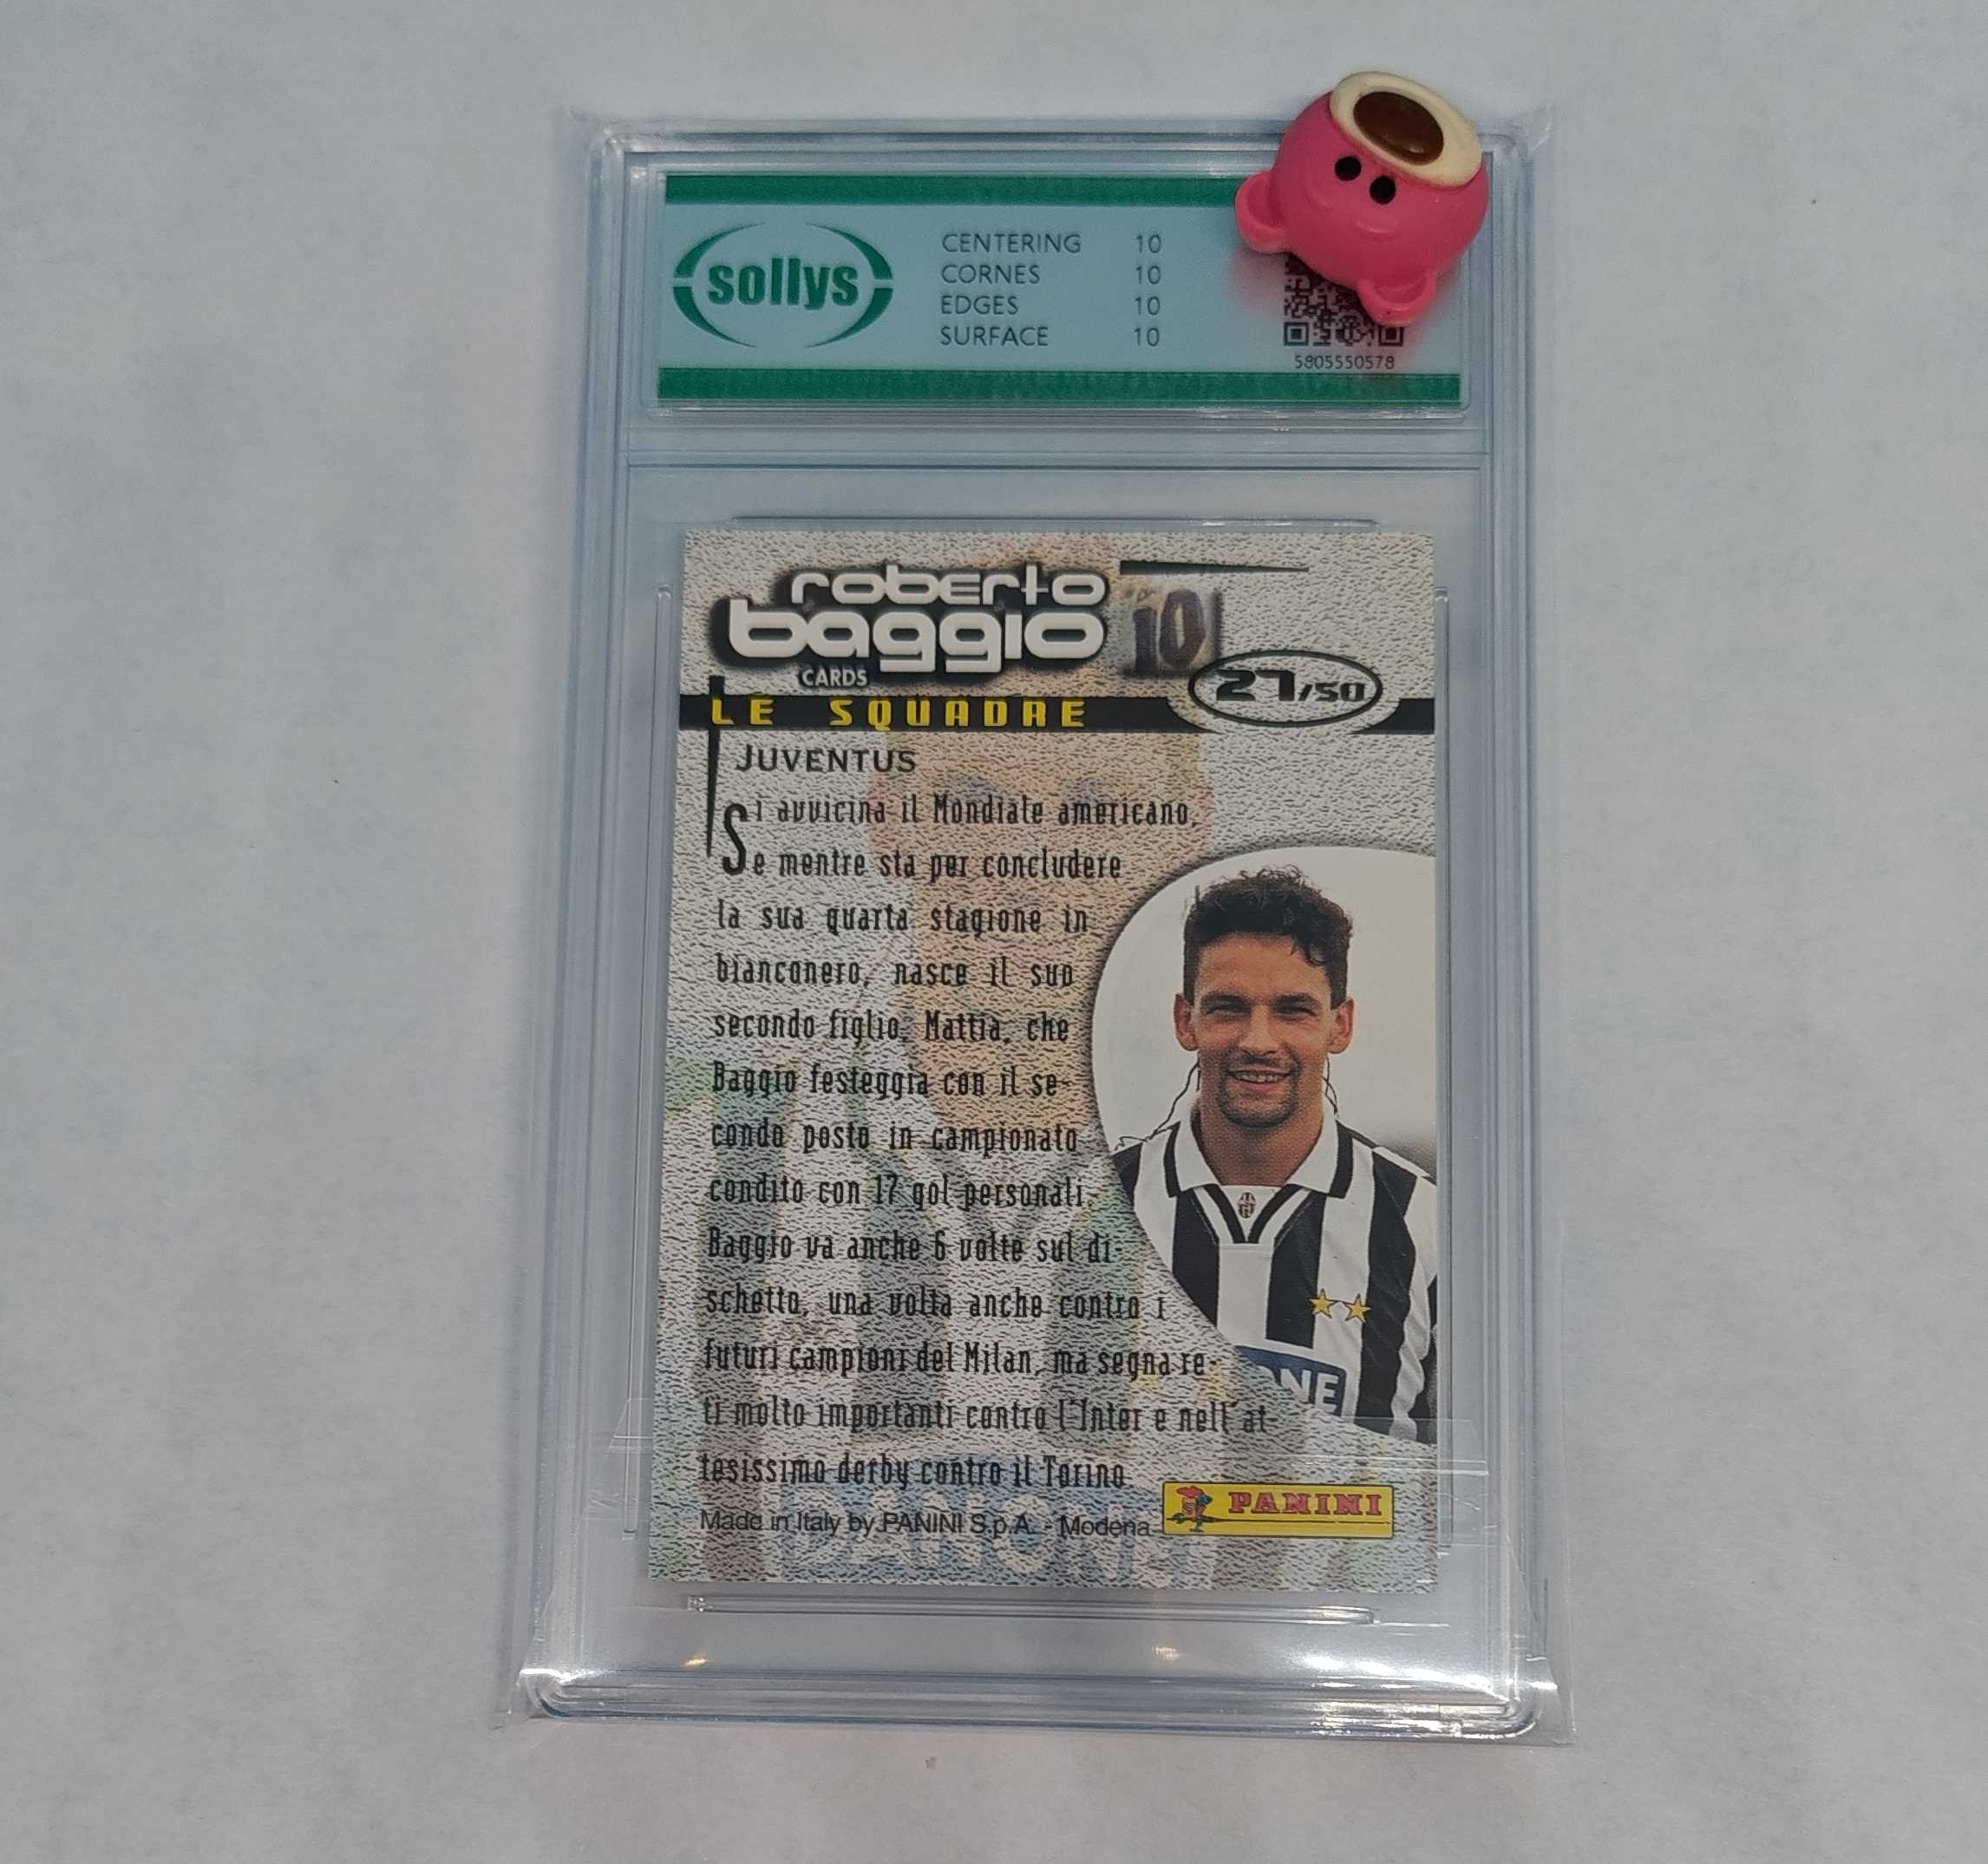 sollys
CENTERING 10
CORNES 10
EDGES 10
SURFACE 10
5805550578
roberto
baggio 10
CARDS
27/50
LE SQUADRE
JUVENTUS
Si avvicina il Mondiale americano,
e mentre sta per concludere
la sua quarta stagione in
bianconero, nasce il suo
secondo figlio, Mattia, che
Baggio festeggia con il se-
condo posto in campionato
condito con 17 gol personali.
Baggio va anche 6 volte sul di-
schetto, una volta anche contro i
futuri campioni del Milan, ma segna re-
ti molto importanti contro l'Inter e nell'at-
tesissimo derby contro il Torino.
Made in Italy by PANINI S.p.A. - Modena
PANINI
DANONE